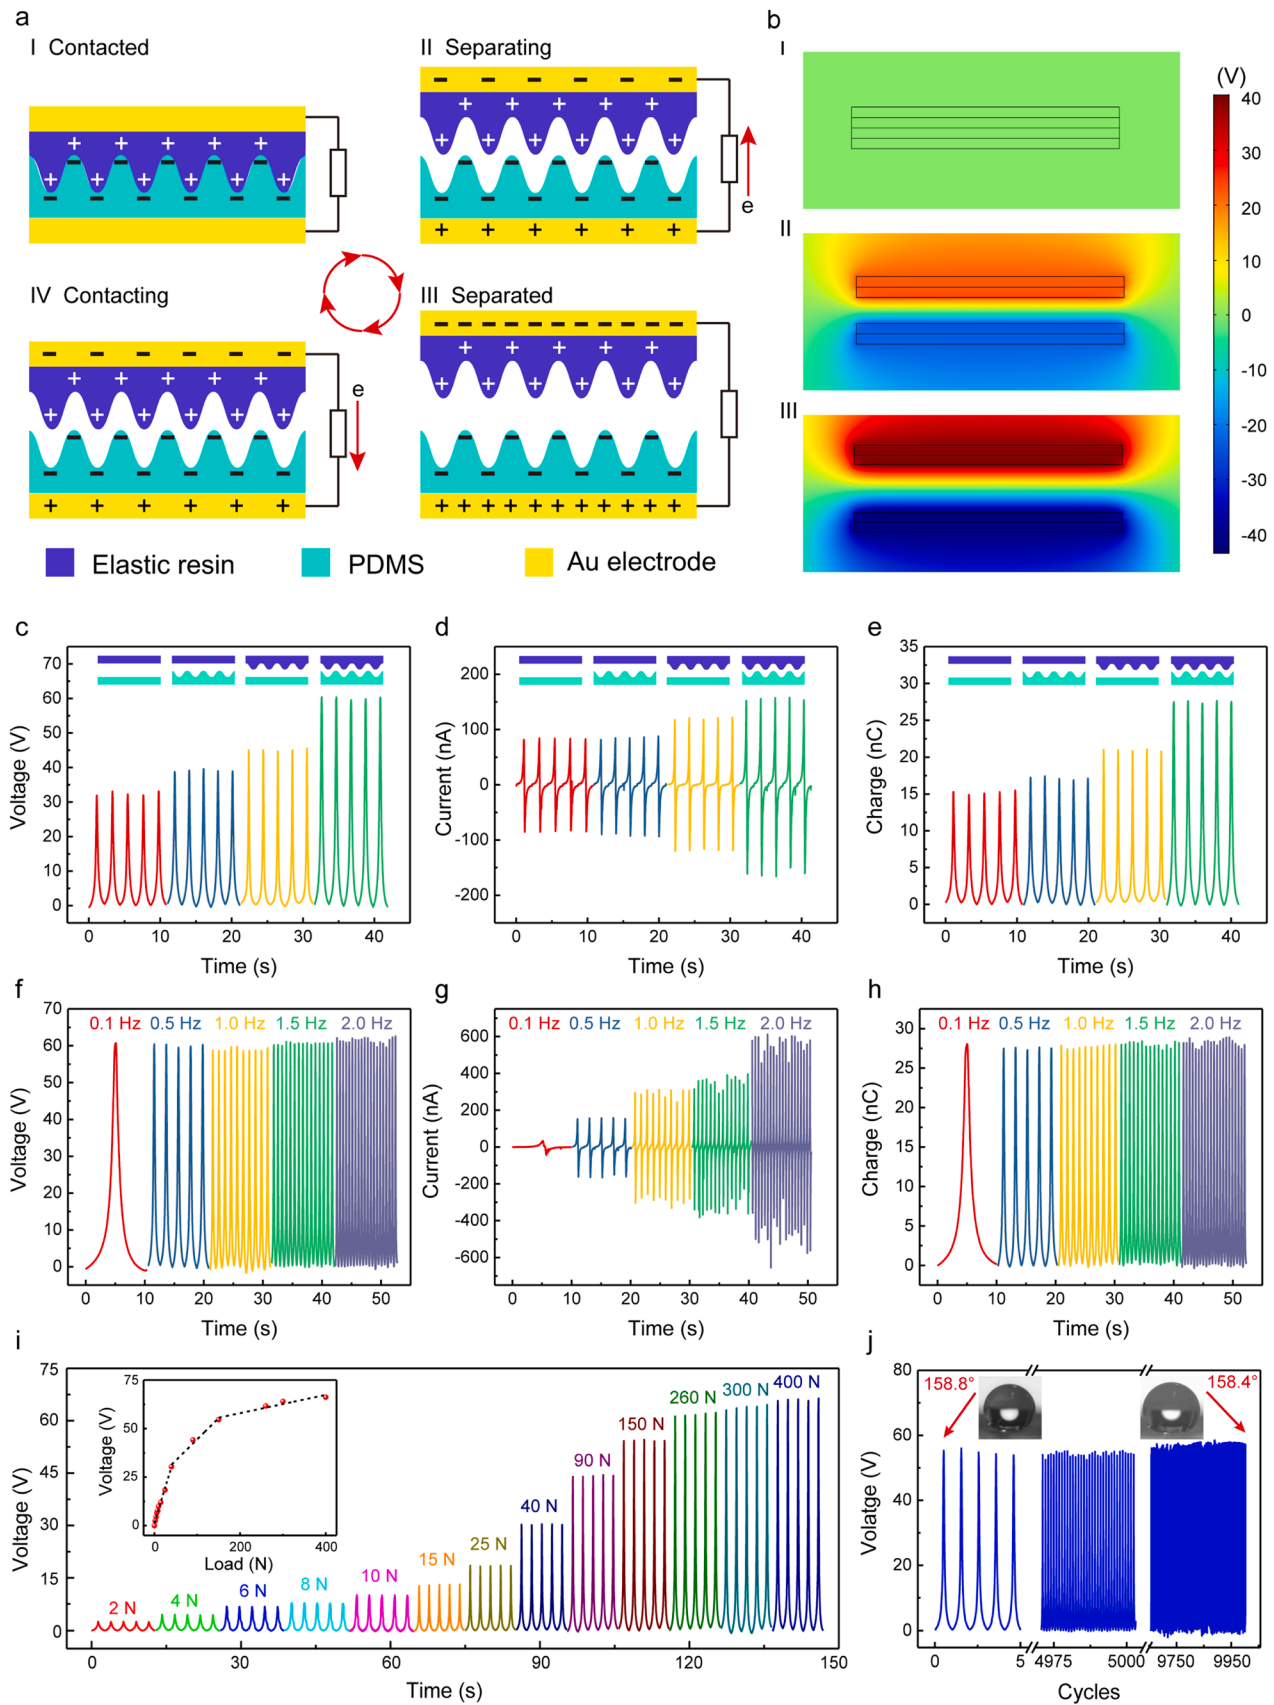 a
I Contacted
II Separating
e
IV Contacting
III Separated
e
Elastic resin
PDMS
Au electrode
b
I
II
III
(V)
40
30
20
10
0
-10
-20
-30
-40
c
Voltage (V)
70
60
50
40
30
20
10
0
0 10 20 30 40
Time (s)
d
Current (nA)
200
100
0
-100
-200
0 10 20 30 40
Time (s)
e
Charge (nC)
35
30
25
20
15
10
5
0
0 10 20 30 40
Time (s)
f
Voltage (V)
70
60
50
40
30
20
10
0
0.1 Hz 0.5 Hz 1.0 Hz 1.5 Hz 2.0 Hz
0 10 20 30 40 50
Time (s)
g
Current (nA)
600
400
200
0
-200
-400
-600
0.1 Hz 0.5 Hz 1.0 Hz 1.5 Hz 2.0 Hz
0 10 20 30 40 50
Time (s)
h
Charge (nC)
30
25
20
15
10
5
0
0.1 Hz 0.5 Hz 1.0 Hz 1.5 Hz 2.0 Hz
0 10 20 30 40 50
Time (s)
i
Voltage (V)
75
60
45
30
15
0
2 N 4 N 6 N 8 N 10 N 15 N 25 N 40 N 90 N 150 N 260 N 300 N 400 N
0 30 60 90 120 150
Time (s)
Voltage (V)
75
50
25
0
0 200 400
Load (N)
j
Volatge (V)
80
60
40
20
0
158.8°
158.4°
0 5 4975 5000 9750 9950
Cycles